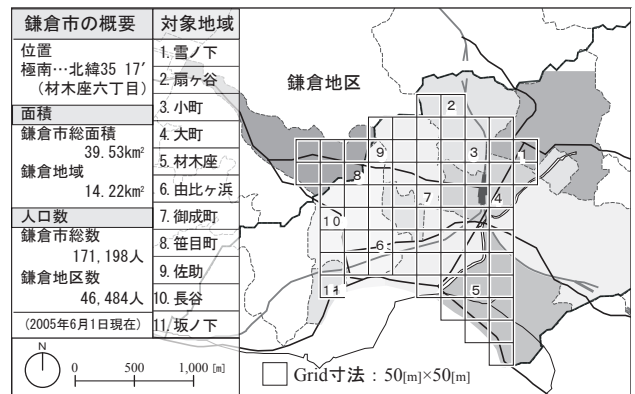 鎌倉市の概要
位置
極南…北緯35 17′
(材木座六丁目)
面積
鎌倉市総面積
39.53k㎡
鎌倉地域
14.22k㎡
人口数
鎌倉市総数
171,198人
鎌倉地区数
46,484人
(2005年6月1日現在)
対象地域
1. 雪ノ下
2. 扇ヶ谷
3. 小町
4. 大町
5. 材木座
6. 由比ヶ浜
7. 御成町
8. 笹目町
9. 佐助
10. 長谷
11. 坂ノ下
鎌倉地区
2
9
3
1
8
7
4
10
6
11
5
N
0 500 1,000 [m]
Grid寸法:50[m]×50[m]